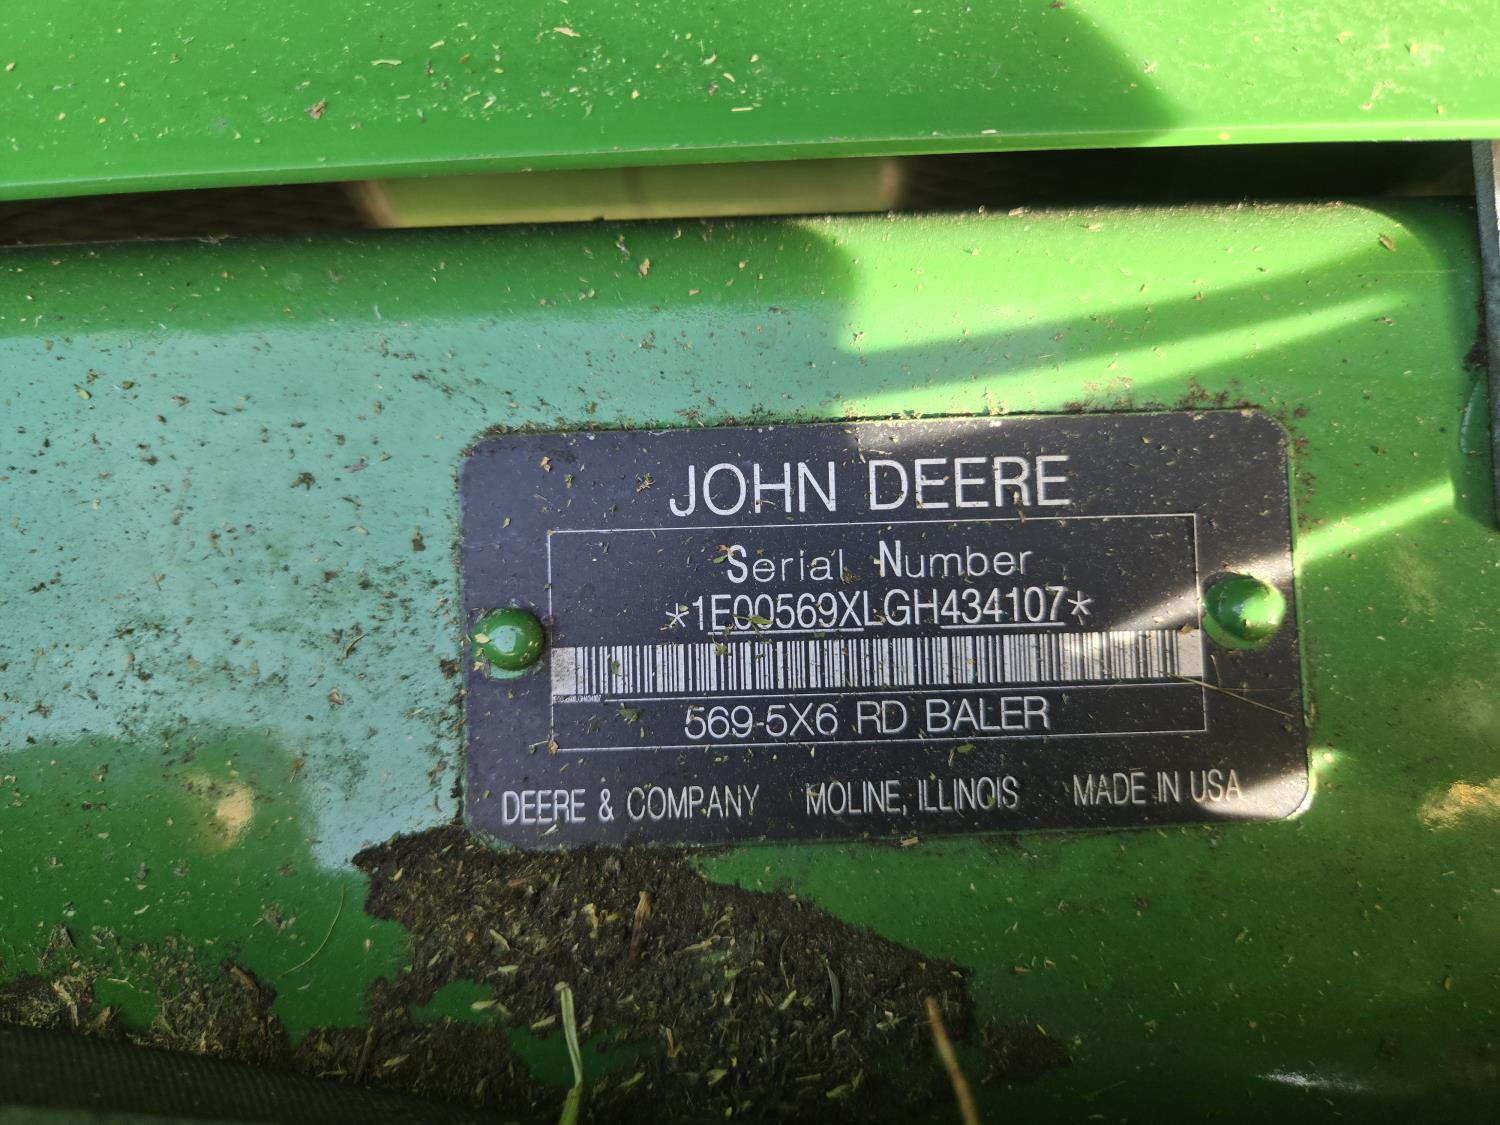 JOHN DEERE
Serial Number
*1E00569XLGH434107*
569 5X6 RD BALER
DEERE & COMPANY MOLINE, ILLINOIS MADE IN USA